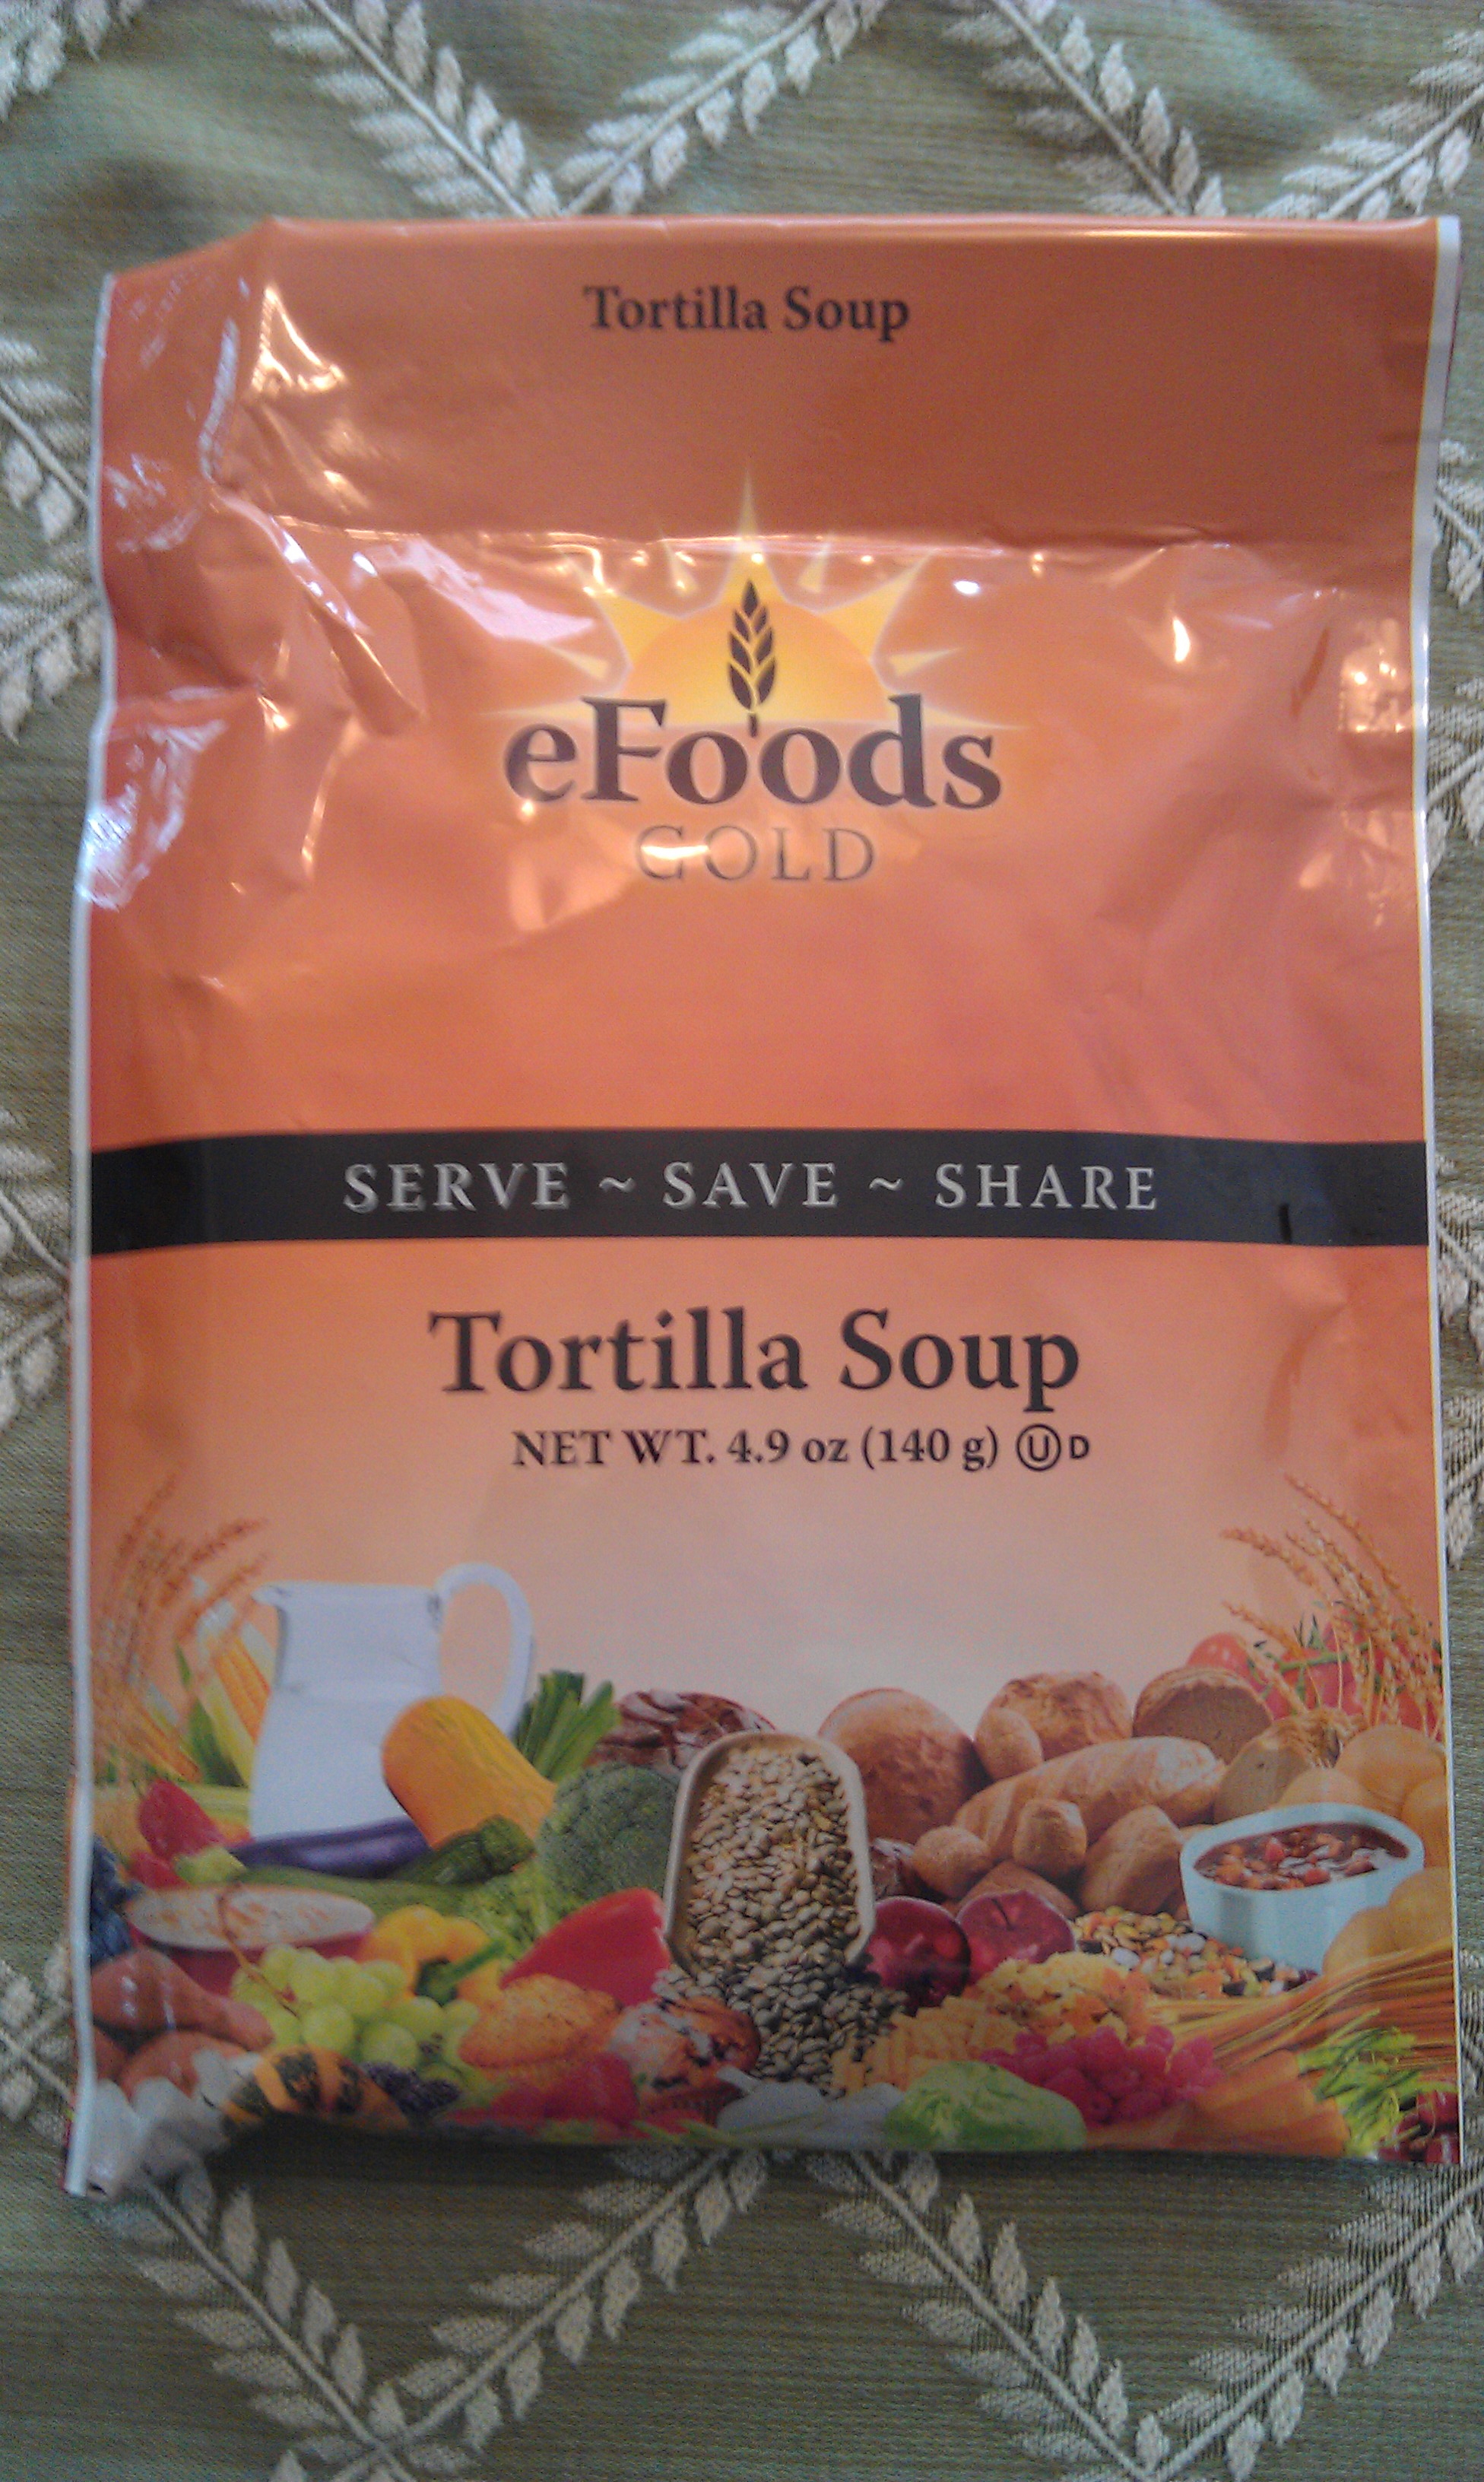 Tortilla Soup
eFoods
GOLD
SERVE ~ SAVE ~ SHARE
Tortilla Soup
NET WT. 4.9 oz (140 g) Ⓤ D